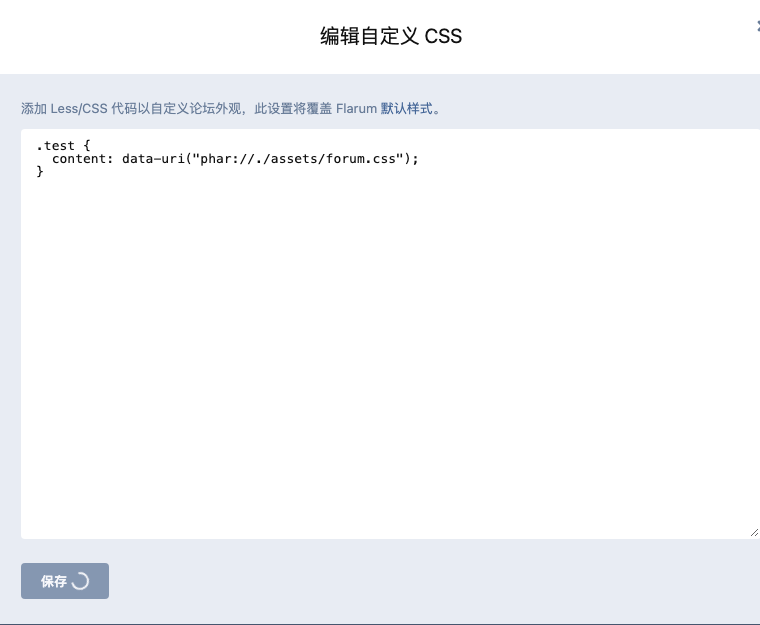 编辑自定义 CSS
添加 Less/CSS 代码以自定义论坛外观，此设置将覆盖 Flarum 默认样式。
.test {
  content: data-uri("phar://./assets/forum.css");
}
保存